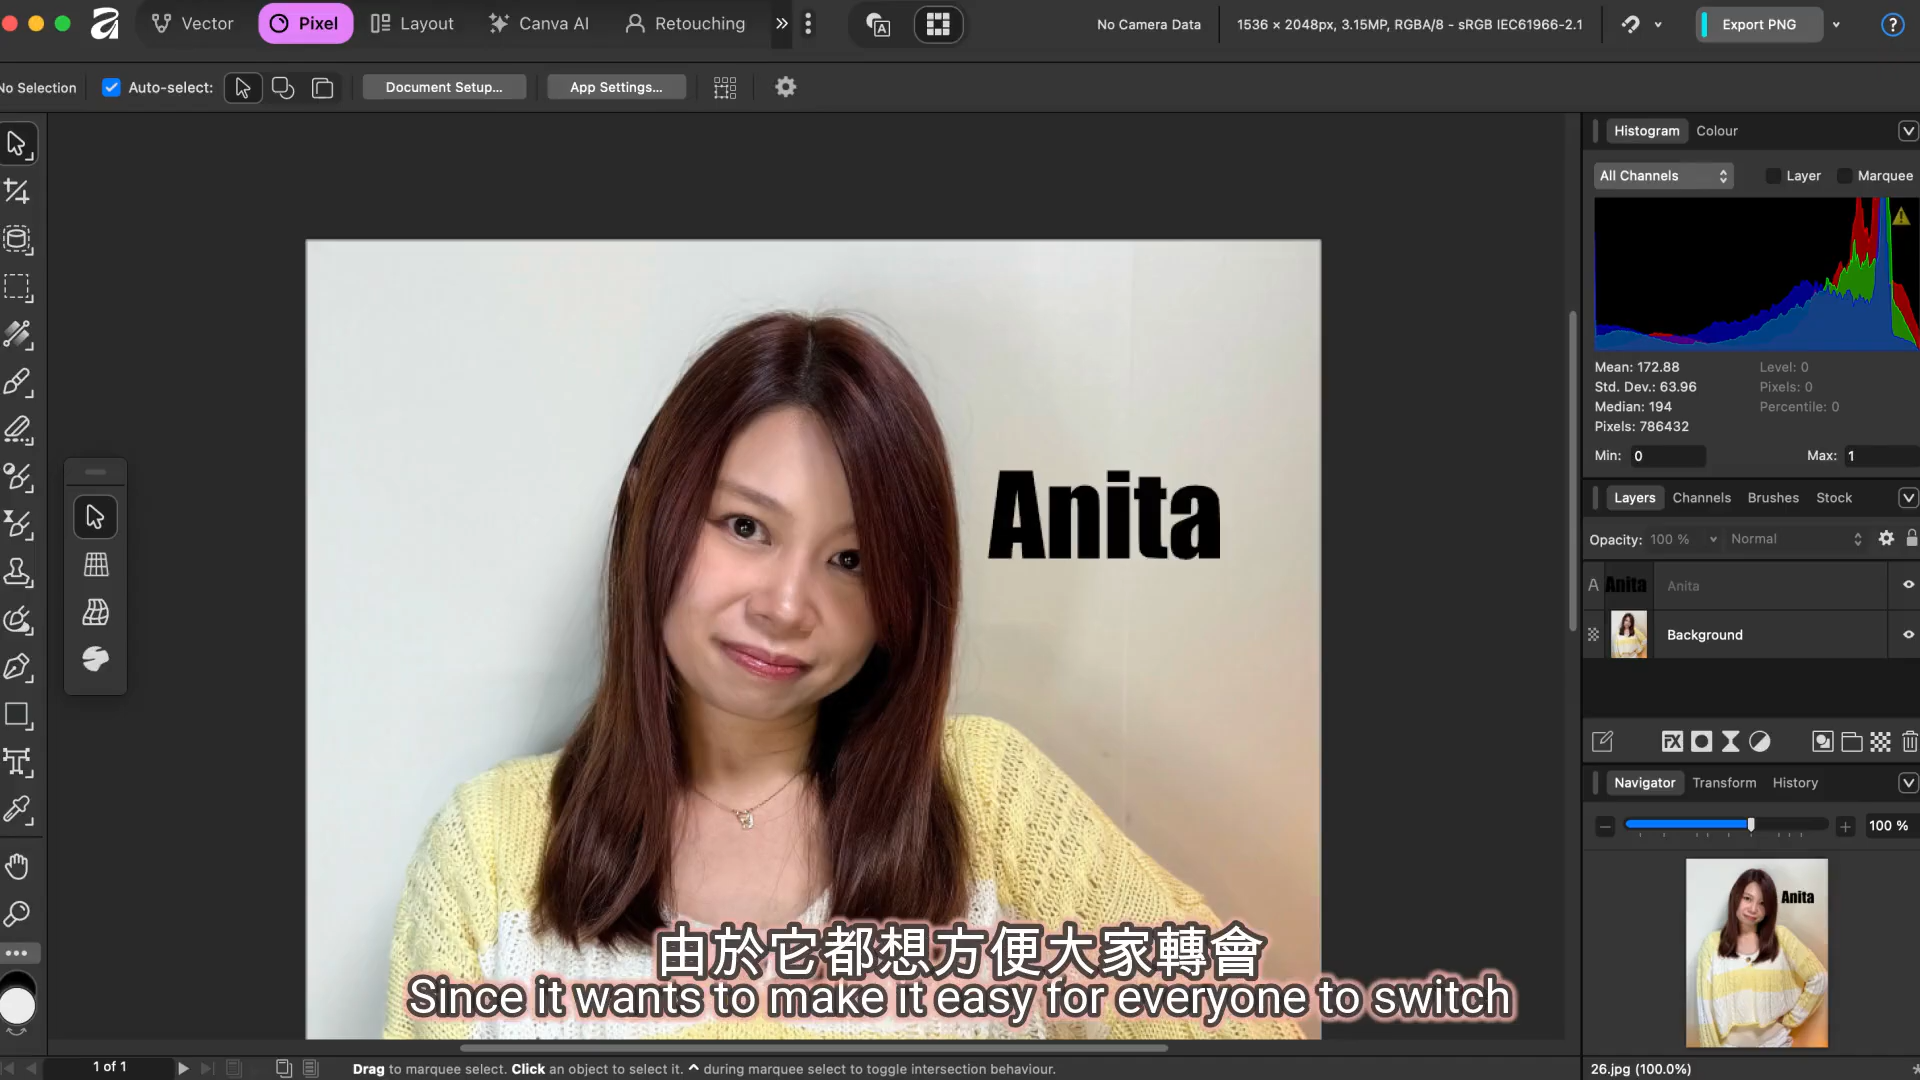 Vector
Pixel
Layout
Canva AI
Retouching
No Camera Data
1536 × 2048px, 3.15MP, RGBA/8 - sRGB IEC61966-2.1
Export PNG
No Selection
Auto-select:
Document Setup...
App Settings...
Histogram
Colour
All Channels
Layer
Marquee
Mean: 172.88
Std. Dev.: 63.96
Median: 194
Pixels: 786432
Level: 0
Pixels: 0
Percentile: 0
Min: 0
Max: 1
Anita
Layers
Channels
Brushes
Stock
Opacity: 100 %
Normal
A Anita
Anita
Background
Navigator
Transform
History
100 %
Anita
由於它都想方便大家轉會
Since it wants to make it easy for everyone to switch
1 of 1
Drag to marquee select. Click an object to select it. ^ during marquee select to toggle intersection behaviour.
26.jpg (100.0%)